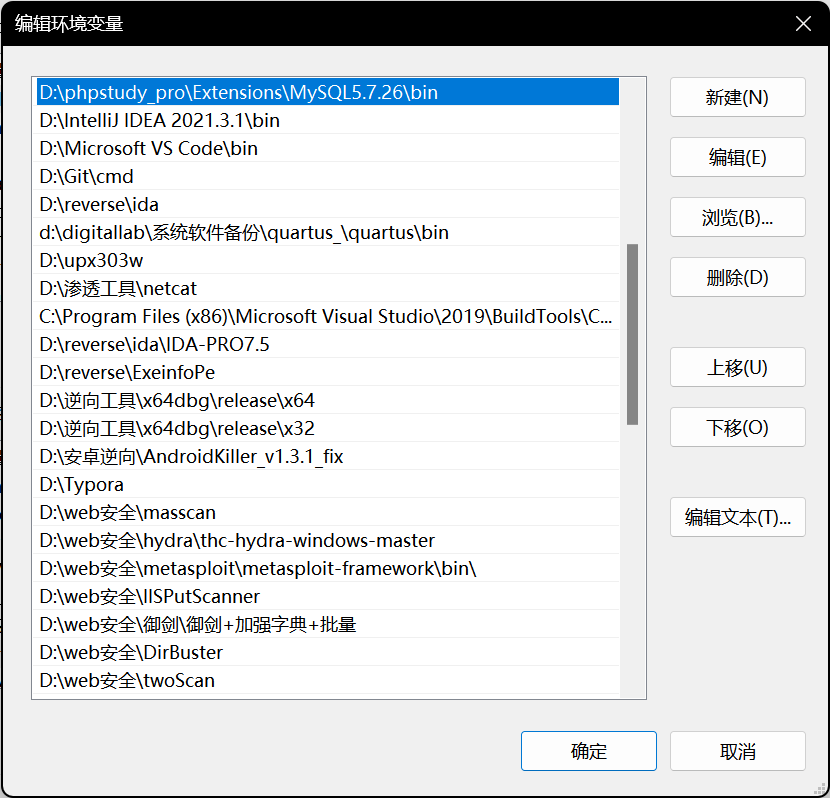 编辑环境变量
D:\phpstudy_pro\Extensions\MySQL5.7.26\bin
D:\IntelliJ IDEA 2021.3.1\bin
D:\Microsoft VS Code\bin
D:\Git\cmd
D:\reverse\ida
d:\digitallab\系统软件备份\quartus_\quartus\bin
D:\upx303w
D:\渗透工具\netcat
C:\Program Files (x86)\Microsoft Visual Studio\2019\BuildTools\C...
D:\reverse\ida\IDA-PRO7.5
D:\reverse\ExeinfoPe
D:\逆向工具\x64dbg\release\x64
D:\逆向工具\x64dbg\release\x32
D:\安卓逆向\AndroidKiller_v1.3.1_fix
D:\Typora
D:\web安全\masscan
D:\web安全\hydra\thc-hydra-windows-master
D:\web安全\metasploit\metasploit-framework\bin\
D:\web安全\IISPutScanner
D:\web安全\御剑\御剑+加强字典+批量
D:\web安全\DirBuster
D:\web安全\twoScan
新建(N)
编辑(E)
浏览(B)...
删除(D)
上移(U)
下移(O)
编辑文本(T)...
确定
取消